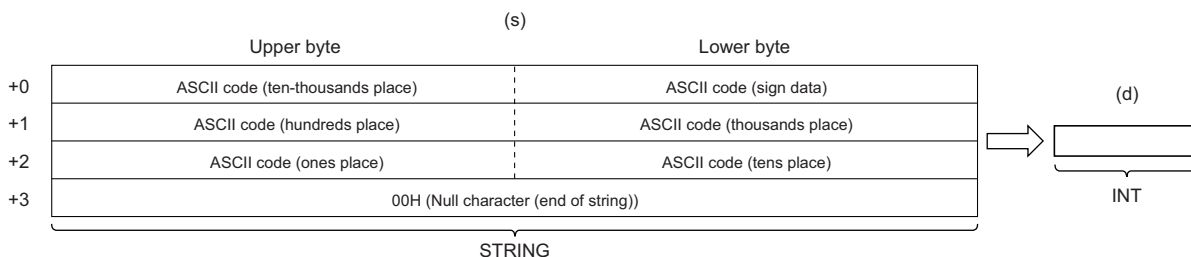 (s)
Upper byte Lower byte
+0 ASCII code (ten-thousands place) ASCII code (sign data)
(d)
+1 ASCII code (hundreds place) ASCII code (thousands place)
+2 ASCII code (ones place) ASCII code (tens place)
+3 00H (Null character (end of string))
INT
STRING